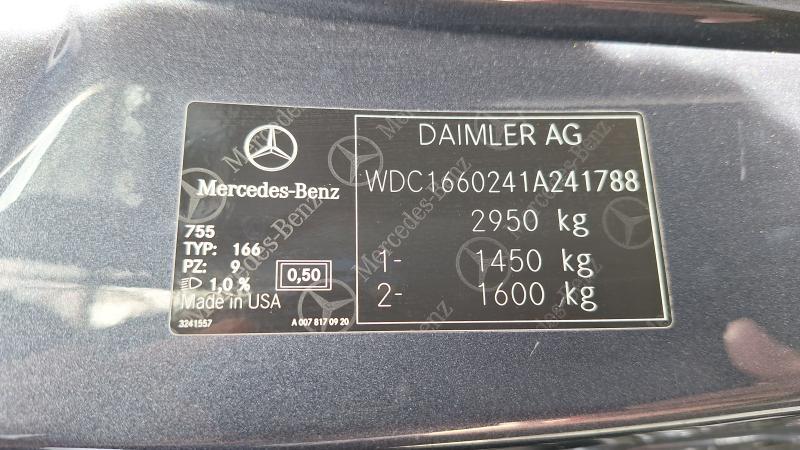 Mercedes-Benz
755
TYP: 166
PZ: 9
1,0 %
0,50
Made in USA
3241557
A 007 817 09 20
DAIMLER AG
WDC1660241A241788
2950 kg
1- 1450 kg
2- 1600 kg